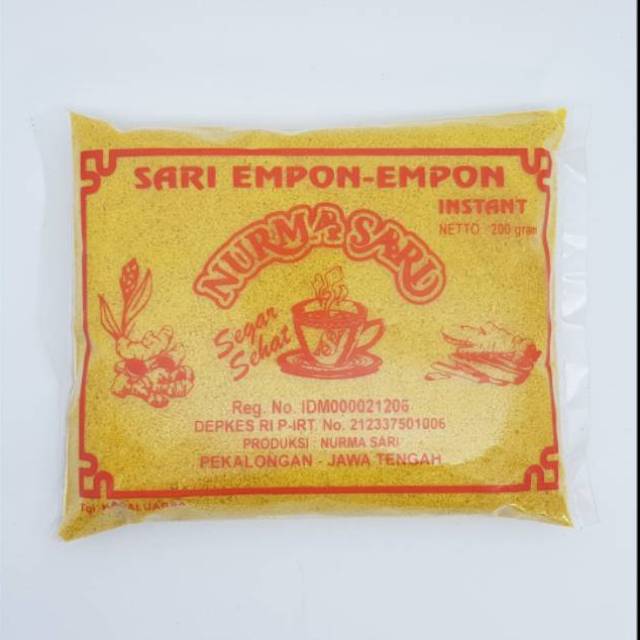 SARI EMPON-EMPON
INSTANT
NETTO : 200 gram
NURMA SARI
Segar
Sehat
Reg. No. IDM000021206
DEPKES RI P-IRT. No. 212337501006
PRODUKSI : NURMA SARI
PEKALONGAN - JAWA TENGAH